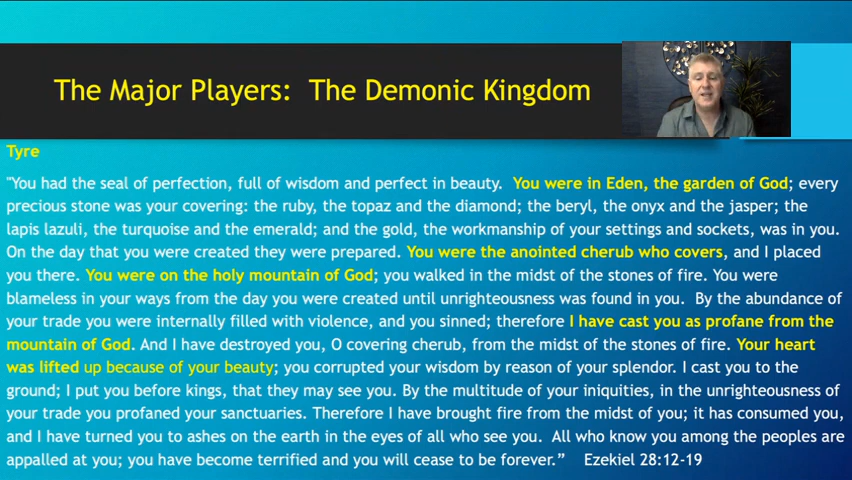 The Major Players:  The Demonic Kingdom
Tyre
"You had the seal of perfection, full of wisdom and perfect in beauty.  You were in Eden, the garden of God; every
precious stone was your covering: the ruby, the topaz and the diamond; the beryl, the onyx and the jasper; the
lapis lazuli, the turquoise and the emerald; and the gold, the workmanship of your settings and sockets, was in you.
On the day that you were created they were prepared. You were the anointed cherub who covers, and I placed
you there. You were on the holy mountain of God; you walked in the midst of the stones of fire. You were
blameless in your ways from the day you were created until unrighteousness was found in you.  By the abundance of
your trade you were internally filled with violence, and you sinned; therefore I have cast you as profane from the
mountain of God. And I have destroyed you, O covering cherub, from the midst of the stones of fire. Your heart
was lifted up because of your beauty; you corrupted your wisdom by reason of your splendor. I cast you to the
ground; I put you before kings, that they may see you. By the multitude of your iniquities, in the unrighteousness of
your trade you profaned your sanctuaries. Therefore I have brought fire from the midst of you; it has consumed you,
and I have turned you to ashes on the earth in the eyes of all who see you.  All who know you among the peoples are
appalled at you; you have become terrified and you will cease to be forever.”    Ezekiel 28:12-19